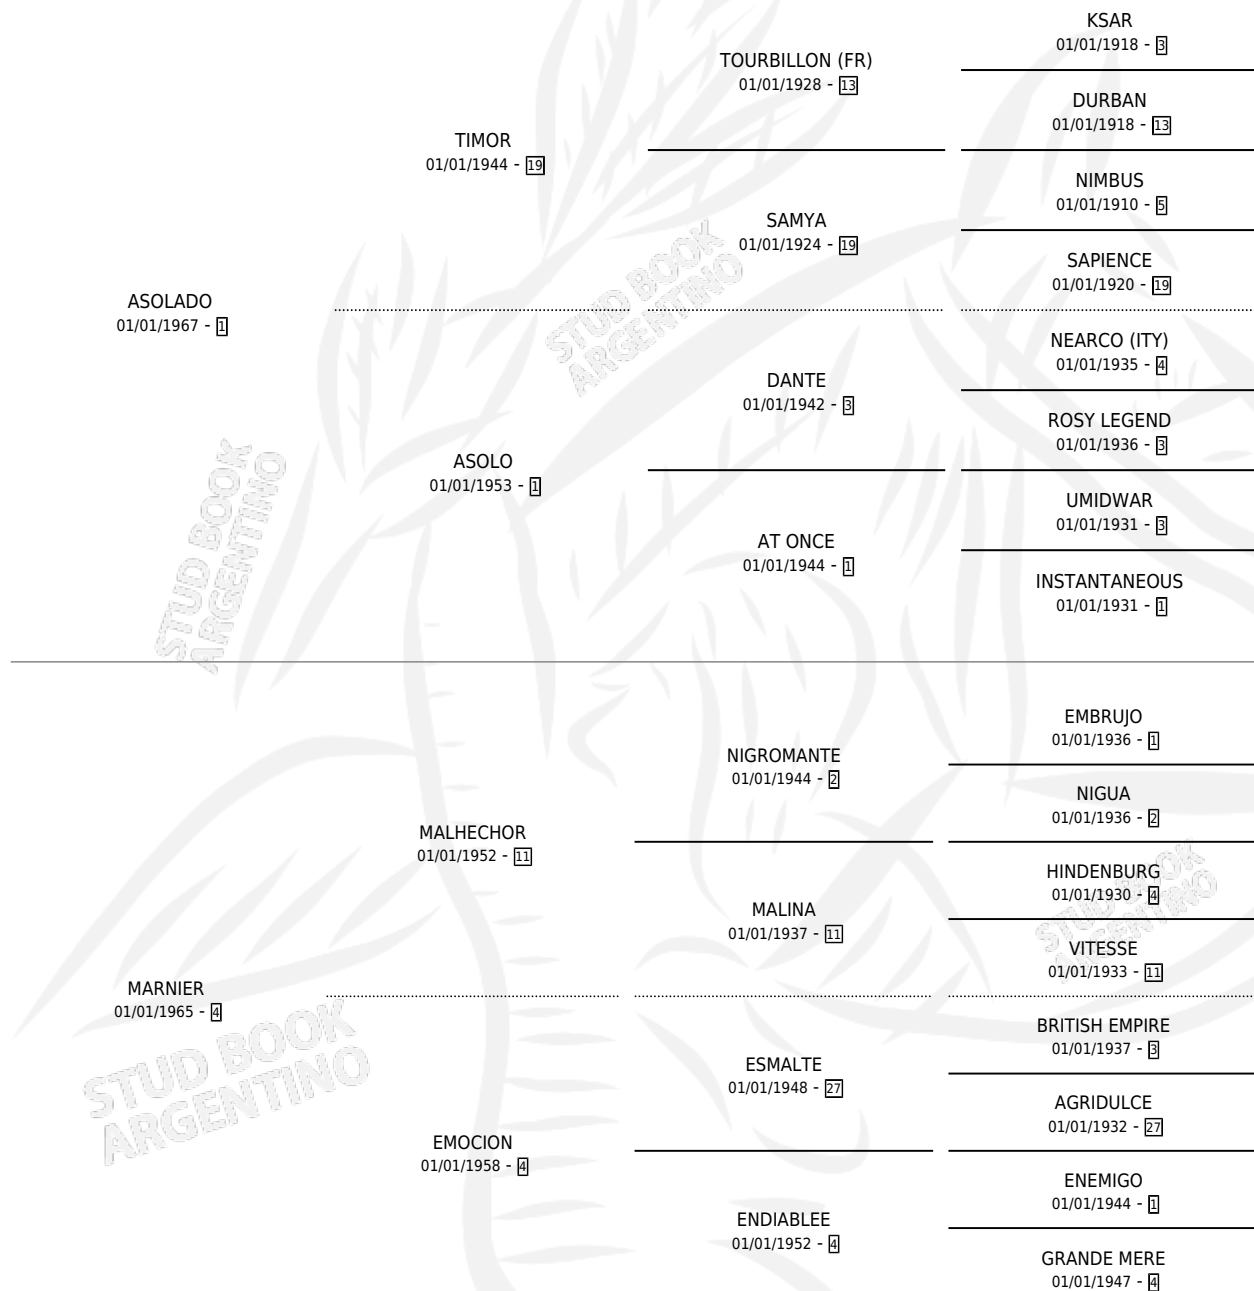 KSAR
01/01/1918 - 3
TOURBILLON (FR)
01/01/1928 - 13
DURBAN
01/01/1918 - 13
TIMOR
01/01/1944 - 19
NIMBUS
01/01/1910 - 5
SAMYA
01/01/1924 - 19
SAPIENCE
01/01/1920 - 19
ASOLADO
01/01/1967 - 1
NEARCO (ITY)
01/01/1935 - 4
DANTE
01/01/1942 - 3
ROSY LEGEND
01/01/1936 - 3
ASOLO
01/01/1953 - 1
UMIDWAR
01/01/1931 - 3
AT ONCE
01/01/1944 - 1
INSTANTANEOUS
01/01/1931 - 1
EMBRUJO
01/01/1936 - 1
NIGROMANTE
01/01/1944 - 2
NIGUA
01/01/1936 - 2
MALHECHOR
01/01/1952 - 11
HINDENBURG
01/01/1930 - 4
MALINA
01/01/1937 - 11
VITESSE
01/01/1933 - 11
MARNIER
01/01/1965 - 4
BRITISH EMPIRE
01/01/1937 - 3
ESMALTE
01/01/1948 - 27
AGRIDULCE
01/01/1932 - 27
EMOCION
01/01/1958 - 4
ENEMIGO
01/01/1944 - 1
ENDIABLEE
01/01/1952 - 4
GRANDE MERE
01/01/1947 - 4
STUD BOOK
ARGENTINO
STUD BOOK
ARGENTINO
STUD BOOK
ARGENTINO
STUD BOOK
ARGENTINO